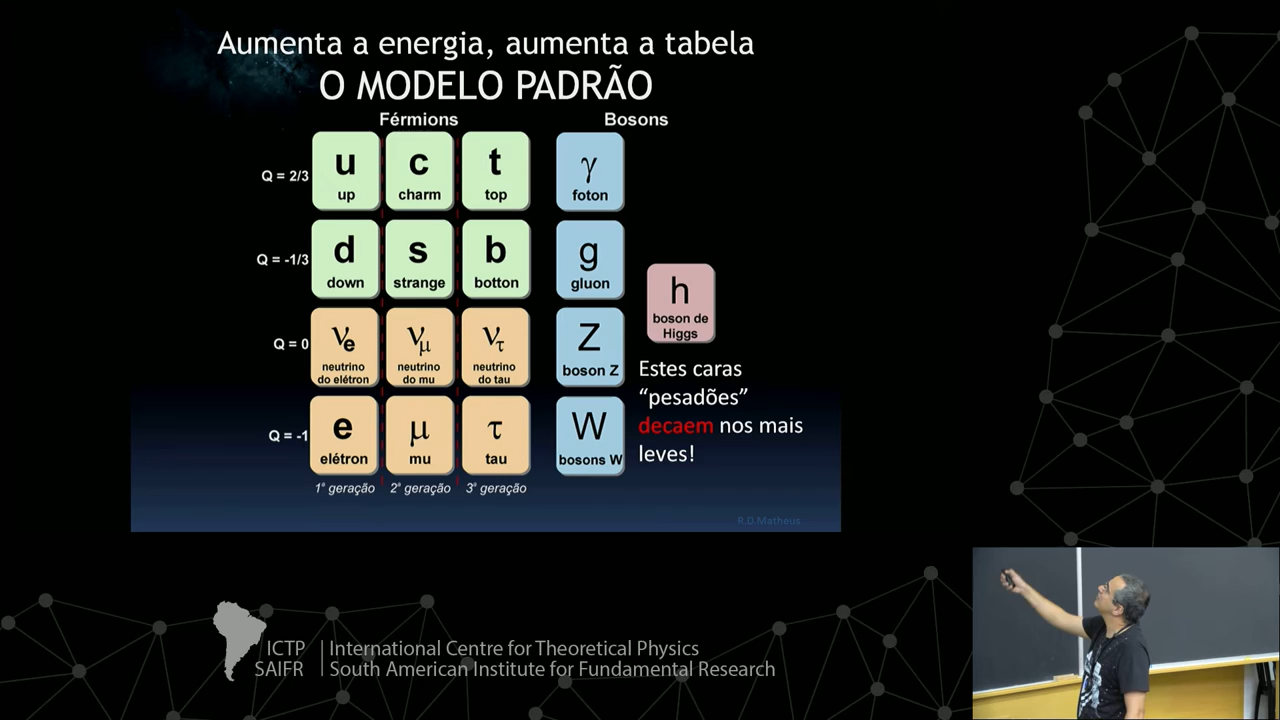 Aumenta a energia, aumenta a tabela
O MODELO PADRÃO
Férmions
Bosons
Q = 2/3
u
up
c
charm
t
top
γ
foton
Q = -1/3
d
down
s
strange
b
botton
g
gluon
h
boson de
Higgs
Q = 0
νe
neutrino
do elétron
νμ
neutrino
do mu
ντ
neutrino
do tau
Z
boson Z
Estes caras
“pesadões”
decaem nos mais
leves!
Q = -1
e
elétron
μ
mu
τ
tau
W
bosons W
1ª geração
2ª geração
3ª geração
R.D.Matheus
ICTP
SAIFR
International Centre for Theoretical Physics
South American Institute for Fundamental Research